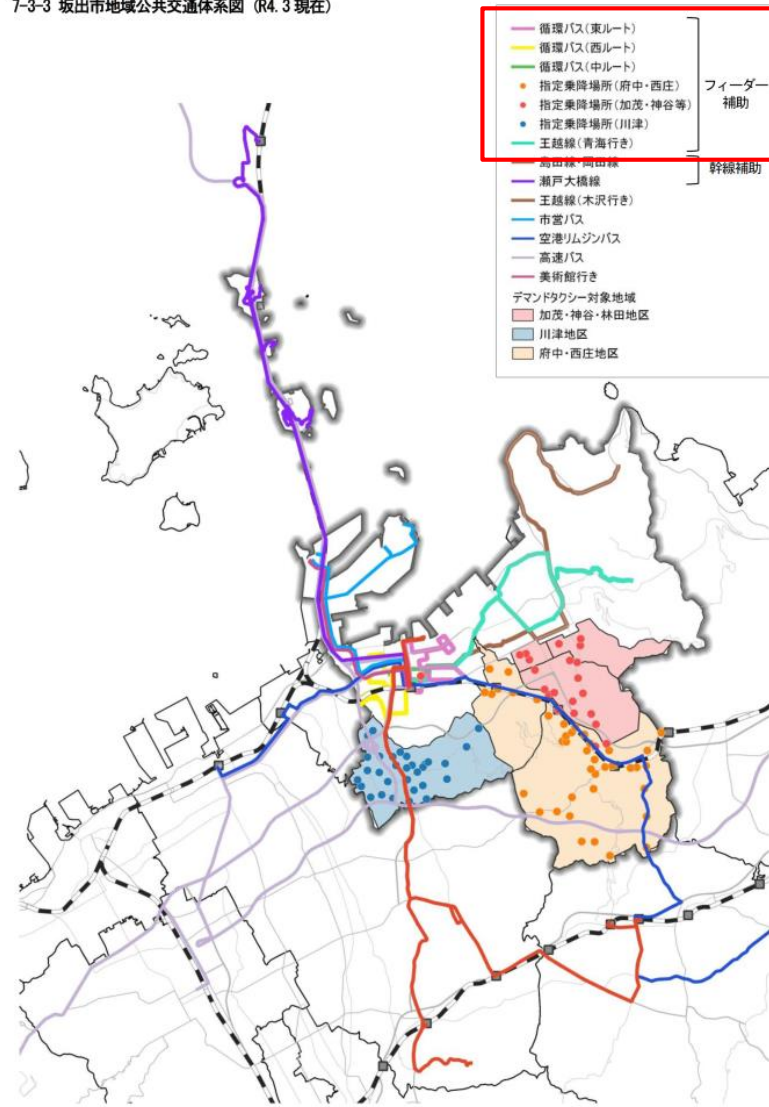 7-3-3 坂出市地域公共交通体系図（R4.3現在）
循環バス(東ルート)
循環バス(西ルート)
循環バス(中ルート)
指定乗降場所(府中・西庄)
指定乗降場所(加茂・神谷等)
指定乗降場所(川津)
王越線(青海行き)
フィーダー
補助
島田線・岡田線
瀬戸大橋線
幹線補助
王越線(木沢行き)
市営バス
空港リムジンバス
高速バス
美術館行き
デマンドタクシー対象地域
加茂・神谷・林田地区
川津地区
府中・西庄地区